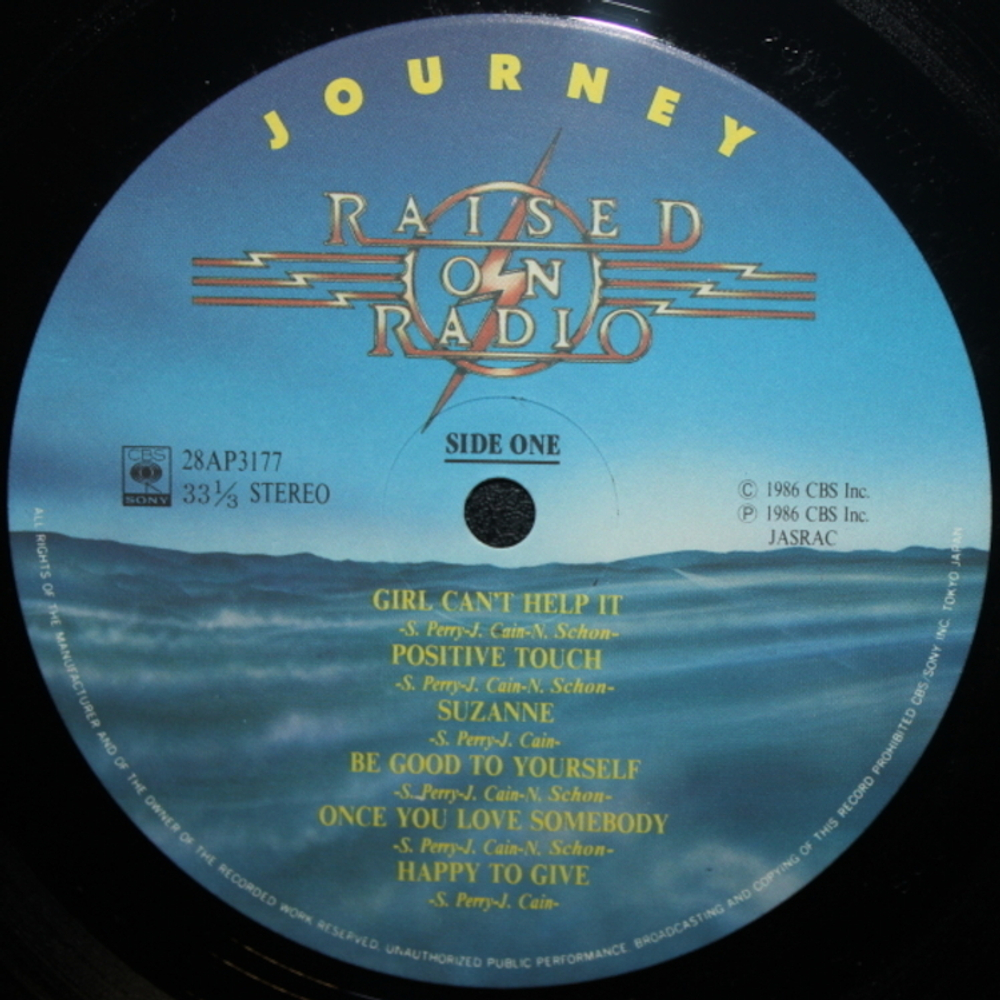 JOURNEY
RAISED
ON
RADIO
SIDE ONE
CBS
SONY
28AP3177
33⅓ STEREO
Ⓒ 1986 CBS Inc.
Ⓟ 1986 CBS Inc.
JASRAC
GIRL CAN'T HELP IT
-S. Perry-J. Cain-N. Schon-
POSITIVE TOUCH
-S. Perry-J. Cain-N. Schon-
SUZANNE
-S. Perry-J. Cain-
BE GOOD TO YOURSELF
-S. Perry-J. Cain-N. Schon-
ONCE YOU LOVE SOMEBODY
-S. Perry-J. Cain-N. Schon-
HAPPY TO GIVE
-S. Perry-J. Cain-
ALL RIGHTS OF THE MANUFACTURER AND OF THE OWNER OF THE RECORDED WORK RESERVED. UNAUTHORIZED PUBLIC PERFORMANCE. BROADCASTING AND COPYING OF THIS RECORD PROHIBITED CBS/SONY INC. TOKYO JAPAN